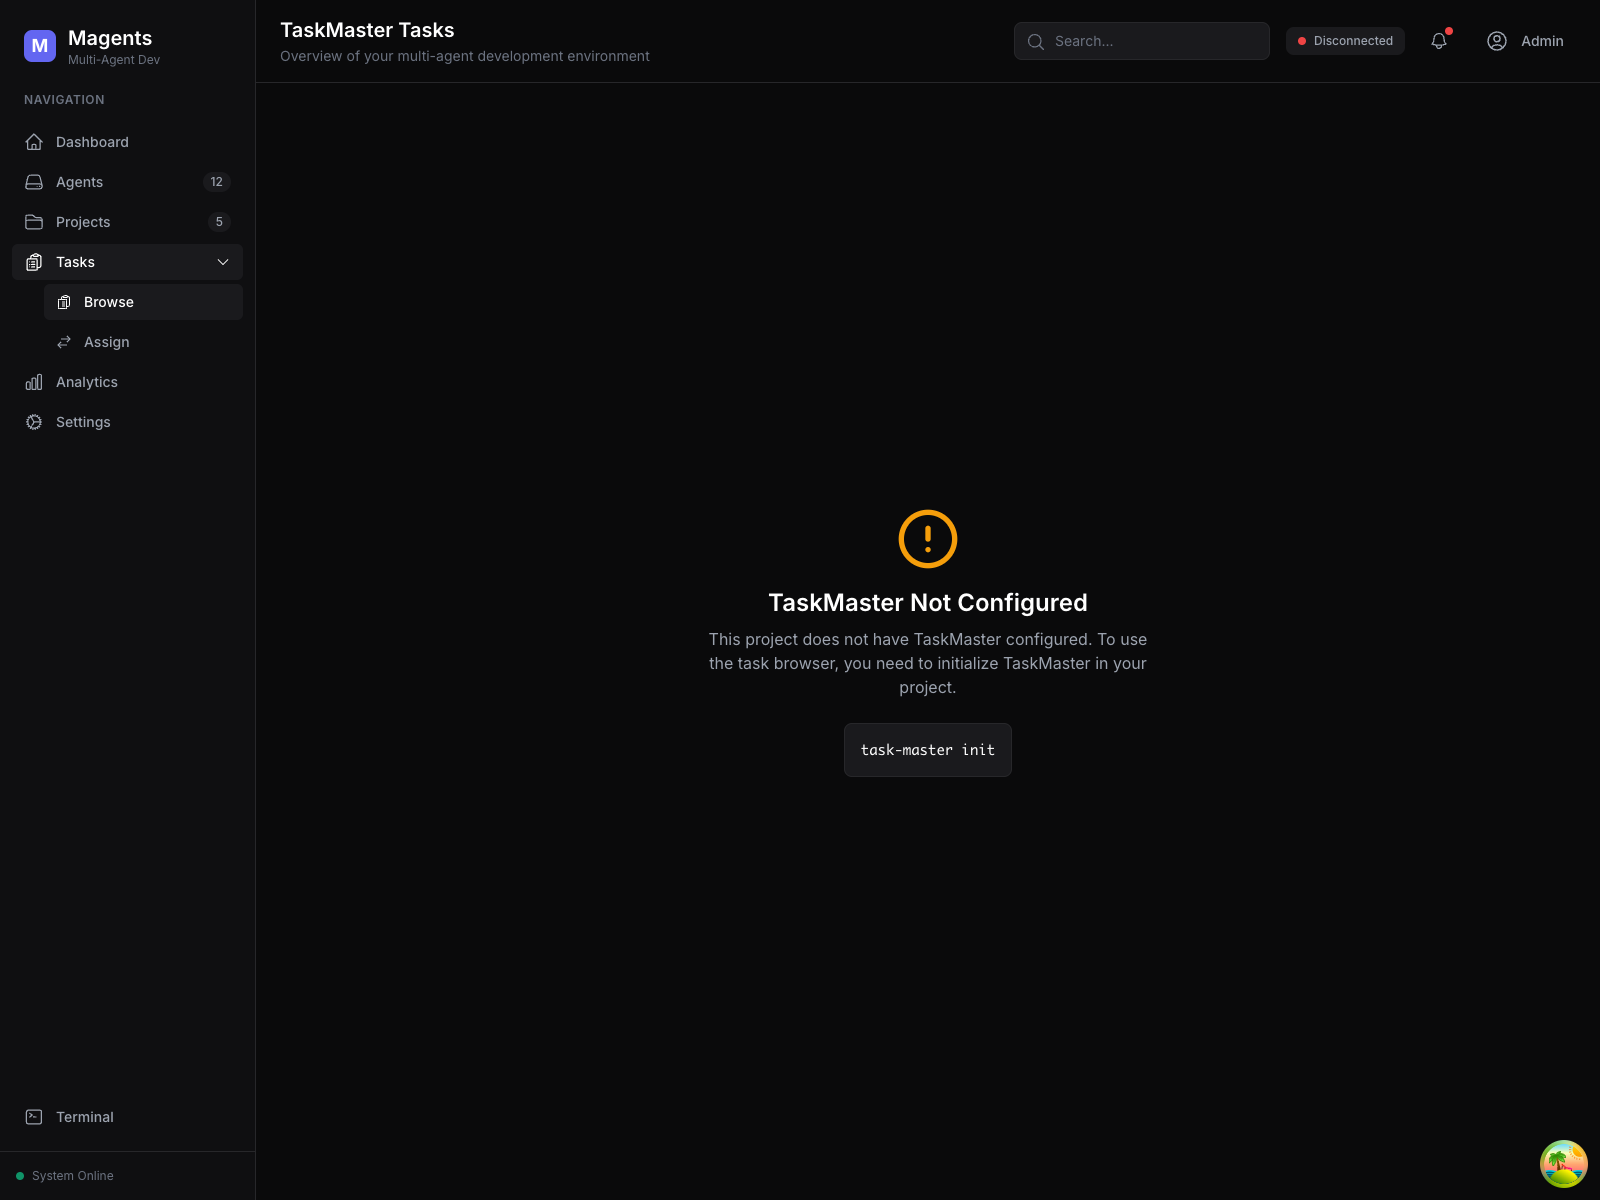 M
Magents
Multi-Agent Dev
NAVIGATION
Dashboard
Agents 12
Projects 5
Tasks
Browse
Assign
Analytics
Settings
Terminal
System Online
TaskMaster Tasks
Overview of your multi-agent development environment
Search...
Disconnected
Admin
TaskMaster Not Configured
This project does not have TaskMaster configured. To use
the task browser, you need to initialize TaskMaster in your
project.
task-master init